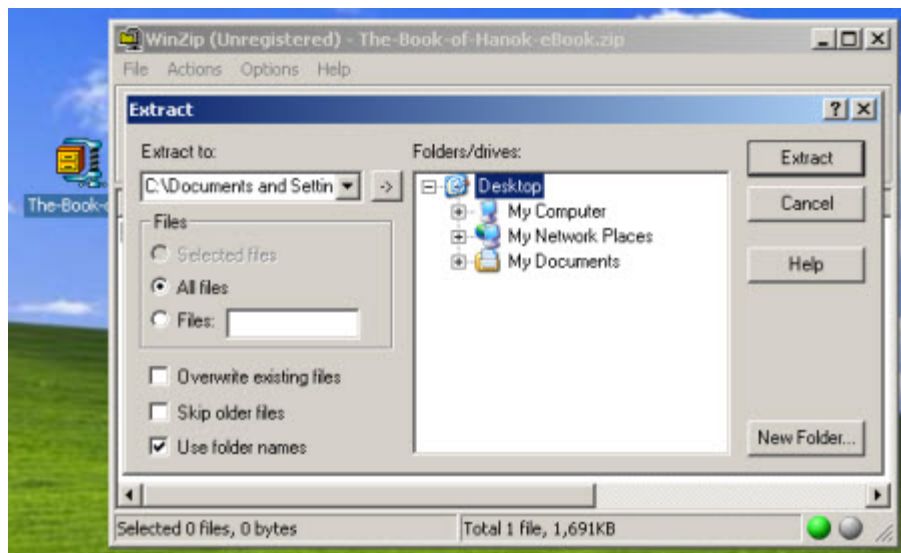 WinZip (Unregistered) - The-Book-of-Hanok-eBook.zip
File Actions Options Help
Extract
Extract to:
C:\Documents and Settin
->
Files
Selected files
All files
Files:
Overwrite existing files
Skip older files
Use folder names
Folders/drives:
Desktop
My Computer
My Network Places
My Documents
Extract
Cancel
Help
New Folder...
The-Book-
Selected 0 files, 0 bytes
Total 1 file, 1,691KB